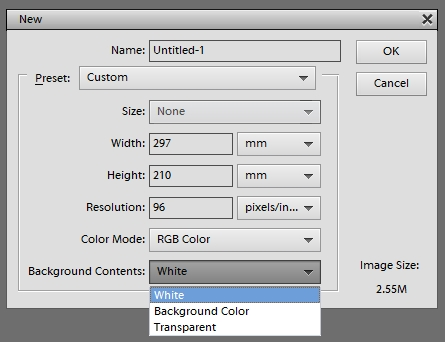 New
Name: Untitled-1 OK
Preset: Custom Cancel
Size: None
Width: 297 mm
Height: 210 mm
Resolution: 96 pixels/in...
Color Mode: RGB Color
Background Contents: White Image Size:
White 2.55M
Background Color
Transparent